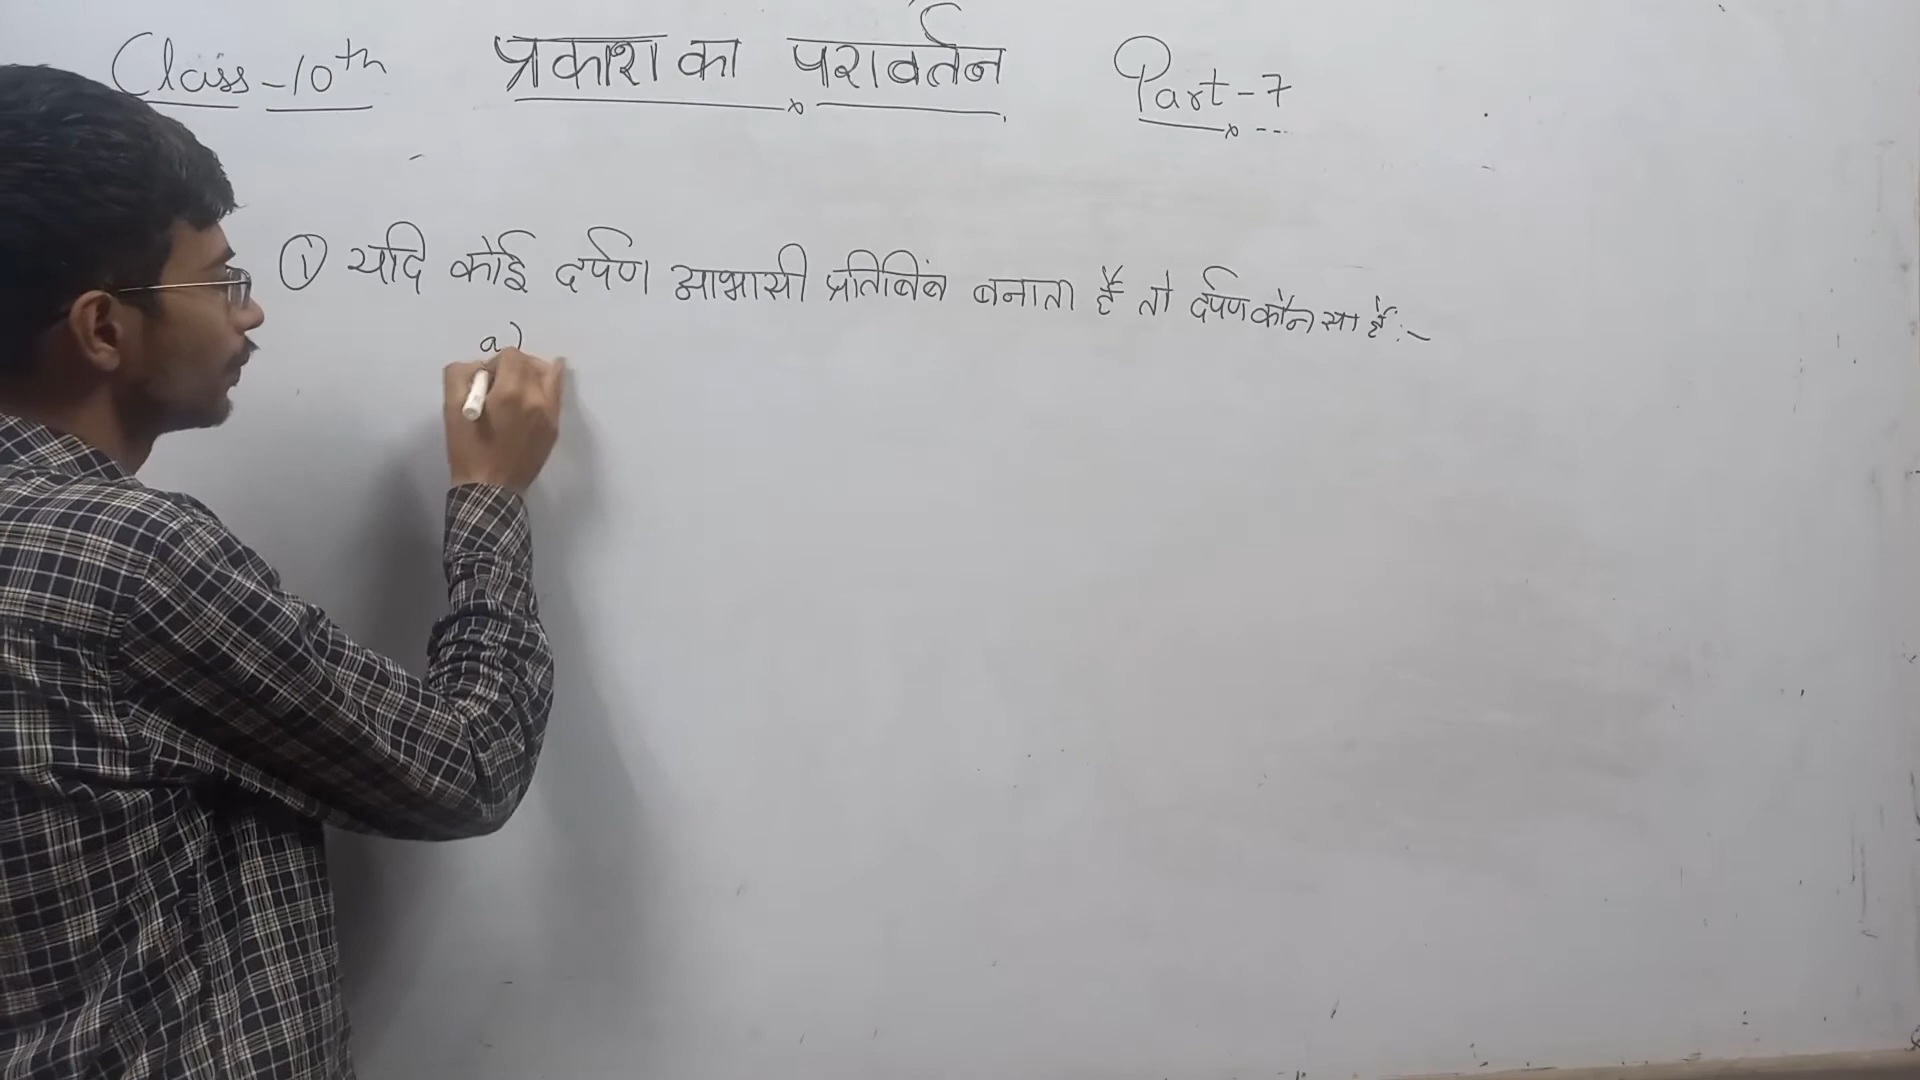 Class-10th प्रकाश का परावर्तन Part-7
① यदि कोई दर्पण आभासी प्रतिबिंब बनाता है तो दर्पण कौन सा है:-
a)